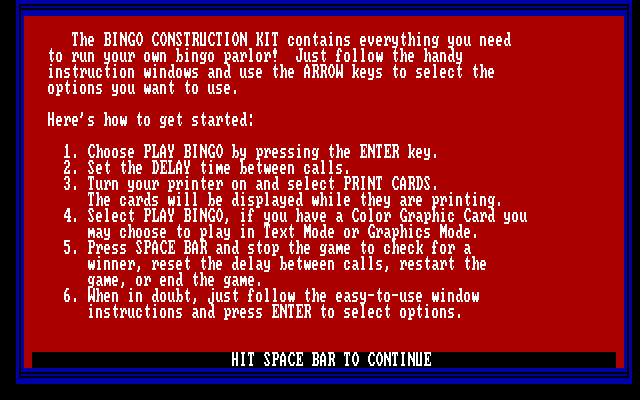 The BINGO CONSTRUCTION KIT contains everything you need
to run your own bingo parlor!  Just follow the handy
instruction windows and use the ARROW keys to select the
options you want to use.
Here's how to get started:
1. Choose PLAY BINGO by pressing the ENTER key.
2. Set the DELAY time between calls.
3. Turn your printer on and select PRINT CARDS.
The cards will be displayed while they are printing.
4. Select PLAY BINGO, if you have a Color Graphic Card you
may choose to play in Text Mode or Graphics Mode.
5. Press SPACE BAR and stop the game to check for a
winner, reset the delay between calls, restart the
game, or end the game.
6. When in doubt, just follow the easy-to-use window
instructions and press ENTER to select options.
HIT SPACE BAR TO CONTINUE